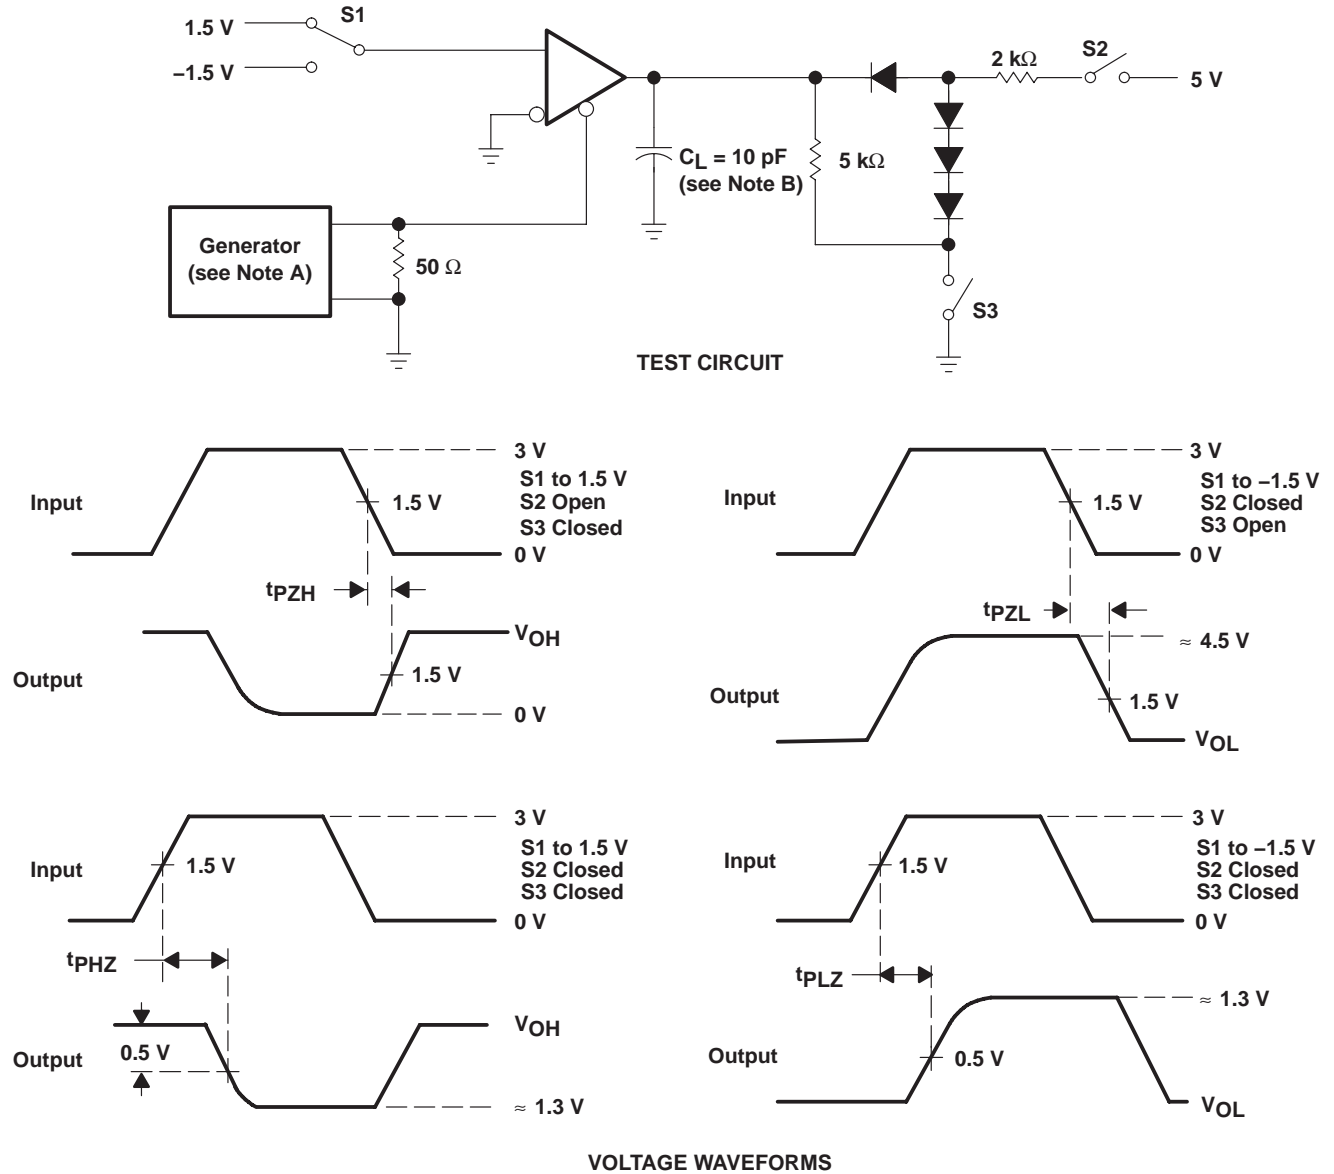 1.5 V
S1
–1.5 V
2 kΩ
S2
5 V
CL = 10 pF
(see Note B)
5 kΩ
Generator
(see Note A)
50 Ω
S3
TEST CIRCUIT
3 V
S1 to 1.5 V
S2 Open
S3 Closed
Input
1.5 V
0 V
tPZH
VOH
Output
1.5 V
0 V
3 V
S1 to –1.5 V
S2 Closed
S3 Open
Input
1.5 V
0 V
tPZL
≈ 4.5 V
Output
1.5 V
VOL
3 V
S1 to 1.5 V
S2 Closed
S3 Closed
Input
1.5 V
0 V
tPHZ
VOH
Output
0.5 V
≈ 1.3 V
3 V
S1 to –1.5 V
S2 Closed
S3 Closed
Input
1.5 V
0 V
tPLZ
≈ 1.3 V
Output
0.5 V
VOL
VOLTAGE WAVEFORMS